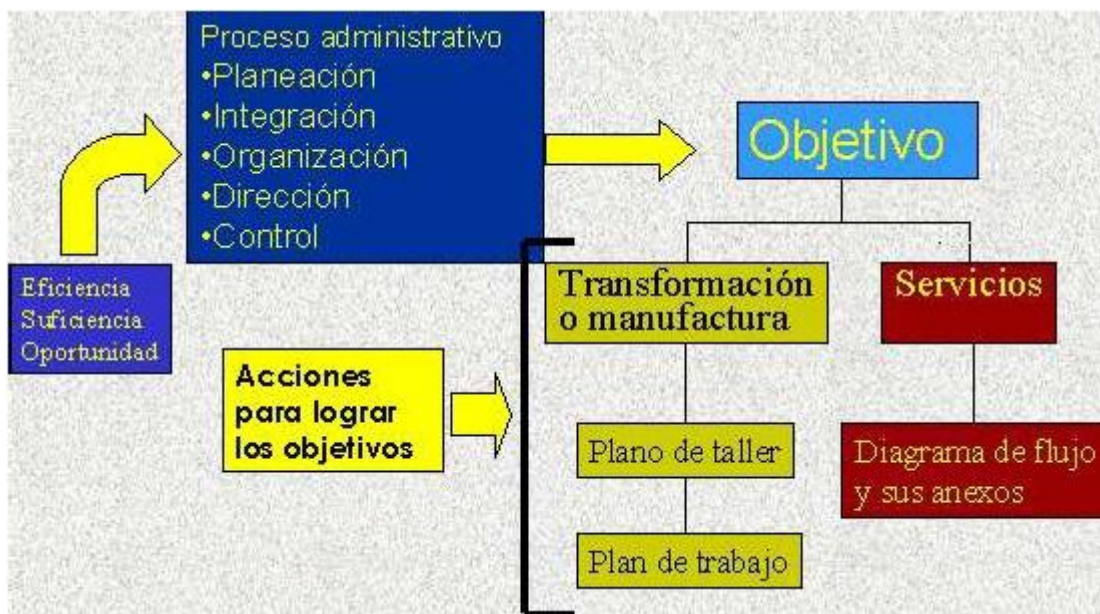 Proceso administrativo
•Planeación
•Integración
•Organización
•Dirección
•Control
Objetivo
Eficiencia
Suficiencia
Oportunidad
Transformación
o manufactura
Servicios
Acciones
para lograr
los objetivos
Plano de taller
Diagrama de flujo
y sus anexos
Plan de trabajo